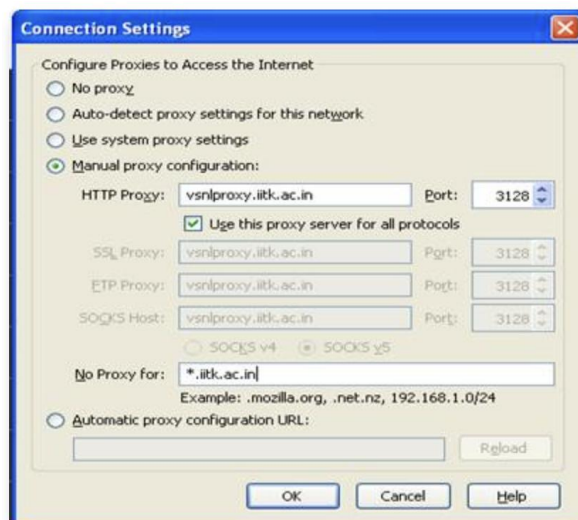 Connection Settings
Configure Proxies to Access the Internet
No proxy
Auto-detect proxy settings for this network
Use system proxy settings
Manual proxy configuration:
HTTP Proxy: vsnlproxy.iitk.ac.in Port: 3128
Use this proxy server for all protocols
SSL Proxy: vsnlproxy.iitk.ac.in Port: 3128
FTP Proxy: vsnlproxy.iitk.ac.in Port: 3128
SOCKS Host: vsnlproxy.iitk.ac.in Port: 3128
SOCKS v4 SOCKS v5
No Proxy for: *.iitk.ac.in
Example: .mozilla.org, .net.nz, 192.168.1.0/24
Automatic proxy configuration URL:
Reload
OK Cancel Help